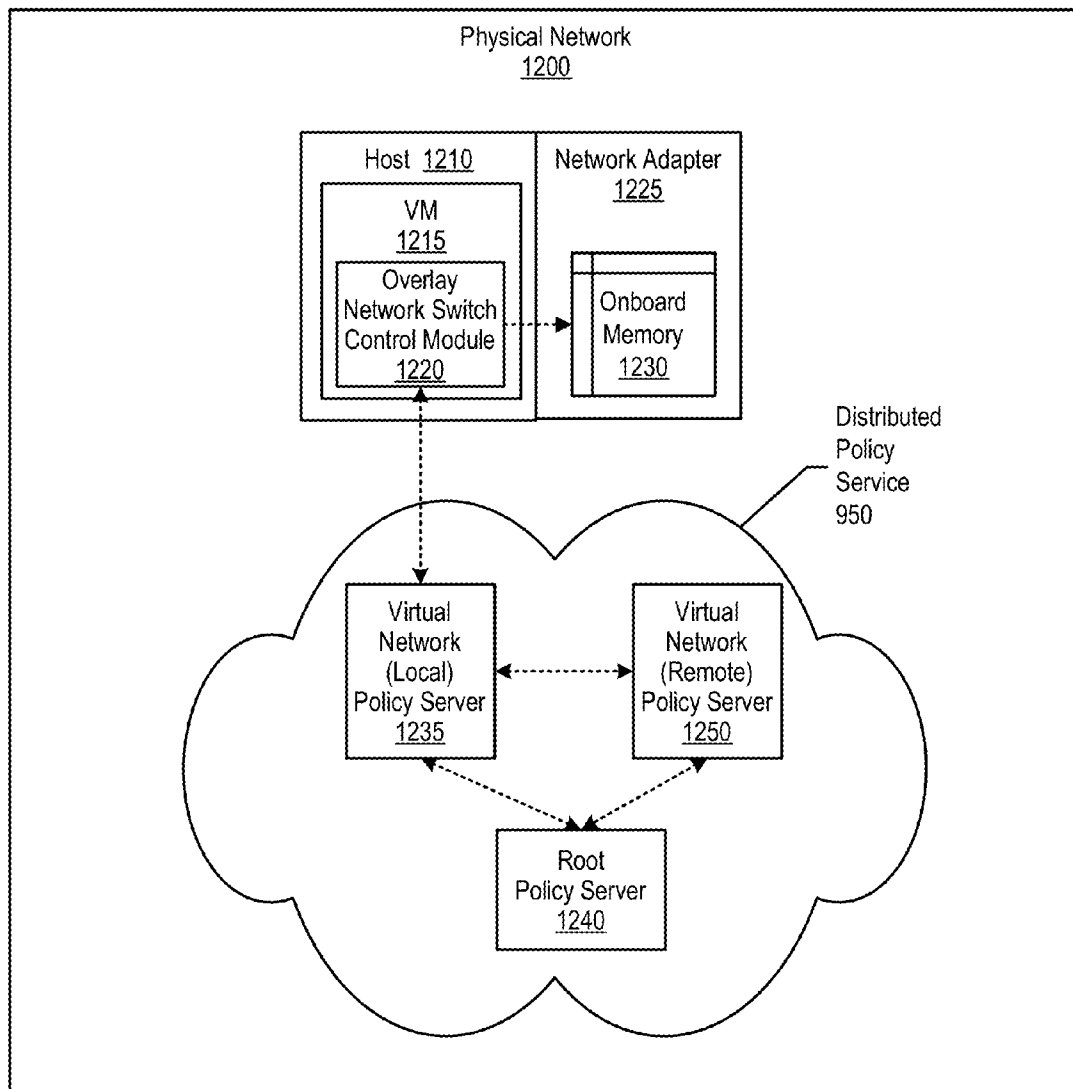 Physical Network
1200
Host 1210
Network Adapter
1225
VM
1215
Overlay
Network Switch
Control Module
1220
Onboard
Memory
1230
Distributed
Policy
Service
950
Virtual
Network
(Local)
Policy Server
1235
Virtual
Network
(Remote)
Policy Server
1250
Root
Policy Server
1240